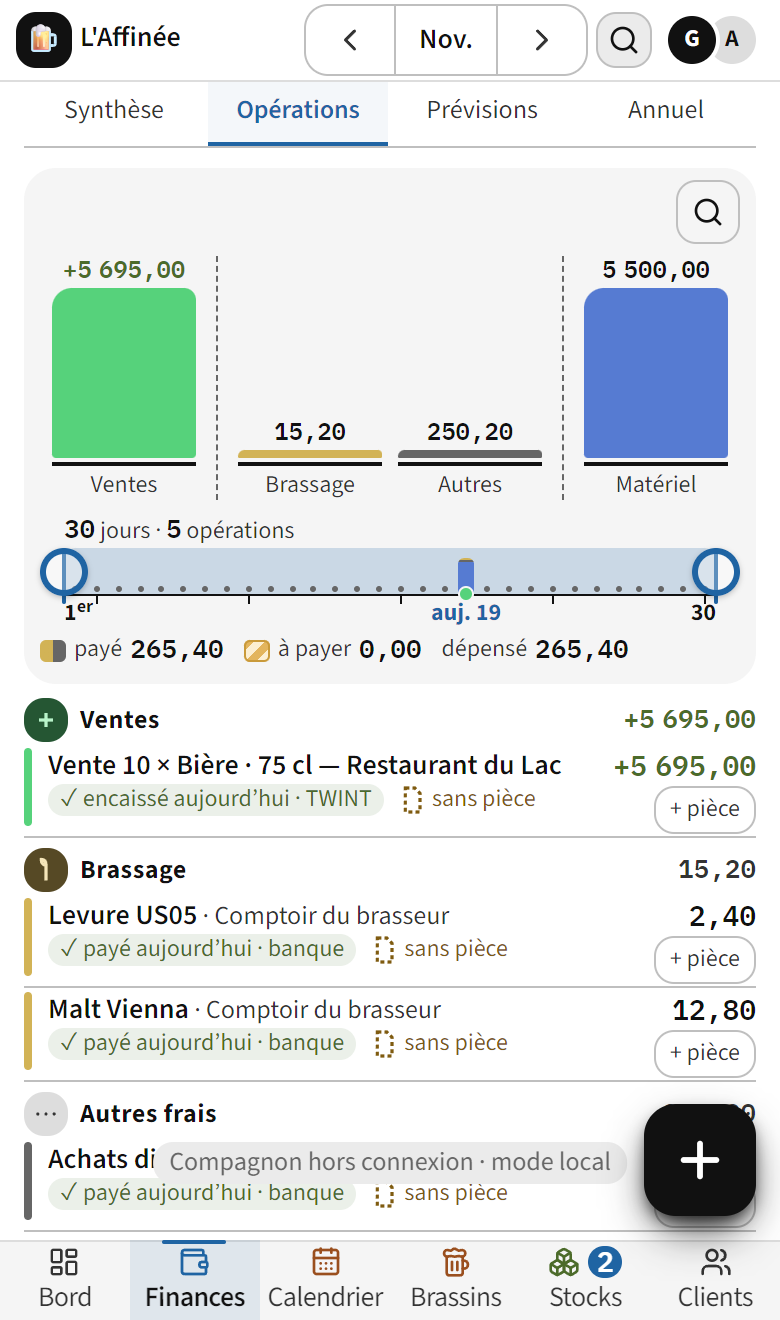 L'Affinée
Nov.
G A
Synthèse Opérations Prévisions Annuel
+5 695,00 5 500,00
15,20 250,20
Ventes Brassage Autres Matériel
30 jours · 5 opérations
1er auj. 19 30
payé 265,40 à payer 0,00 dépensé 265,40
+ Ventes +5 695,00
Vente 10 × Bière · 75 cl — Restaurant du Lac +5 695,00
✓ encaissé aujourd’hui · TWINT sans pièce + pièce
Brassage 15,20
Levure US05 · Comptoir du brasseur 2,40
✓ payé aujourd’hui · banque sans pièce + pièce
Malt Vienna · Comptoir du brasseur 12,80
✓ payé aujourd’hui · banque sans pièce + pièce
··· Autres frais
Achats Compagnon hors connexion · mode local
✓ payé aujourd’hui · banque sans pièce
+
2
Bord Finances Calendrier Brassins Stocks Clients